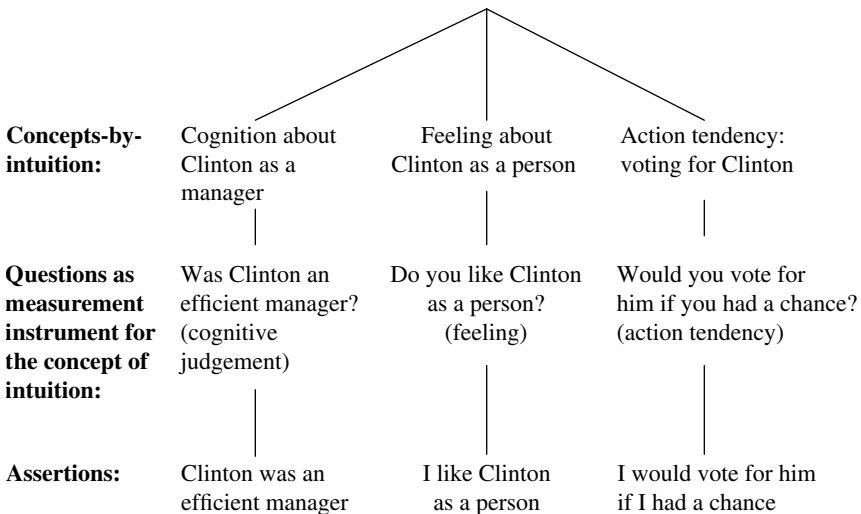 Concepts-by-
intuition:
Cognition about
Clinton as a
manager
Feeling about
Clinton as a person
Action tendency:
voting for Clinton
Questions as
measurement
instrument for
the concept of
intuition:
Was Clinton an
efficient manager?
(cognitive
judgement)
Do you like Clinton
as a person?
(feeling)
Would you vote for
him if you had a chance?
(action tendency)
Assertions:
Clinton was an
efficient manager
I like Clinton
as a person
I would vote for him
if I had a chance